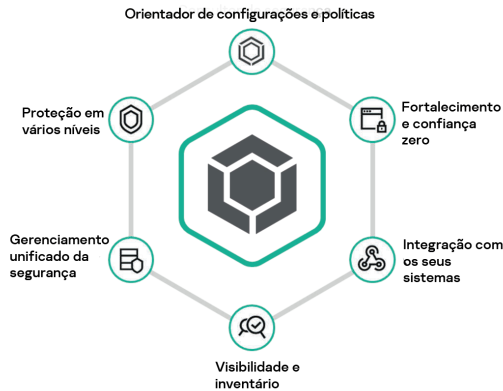 Orientador de configurações e políticas
Proteção em
vários níveis
Fortalecimento
e confiança
zero
Gerenciamento
unificado da
segurança
Integração com
os seus
sistemas
Visibilidade e
inventário